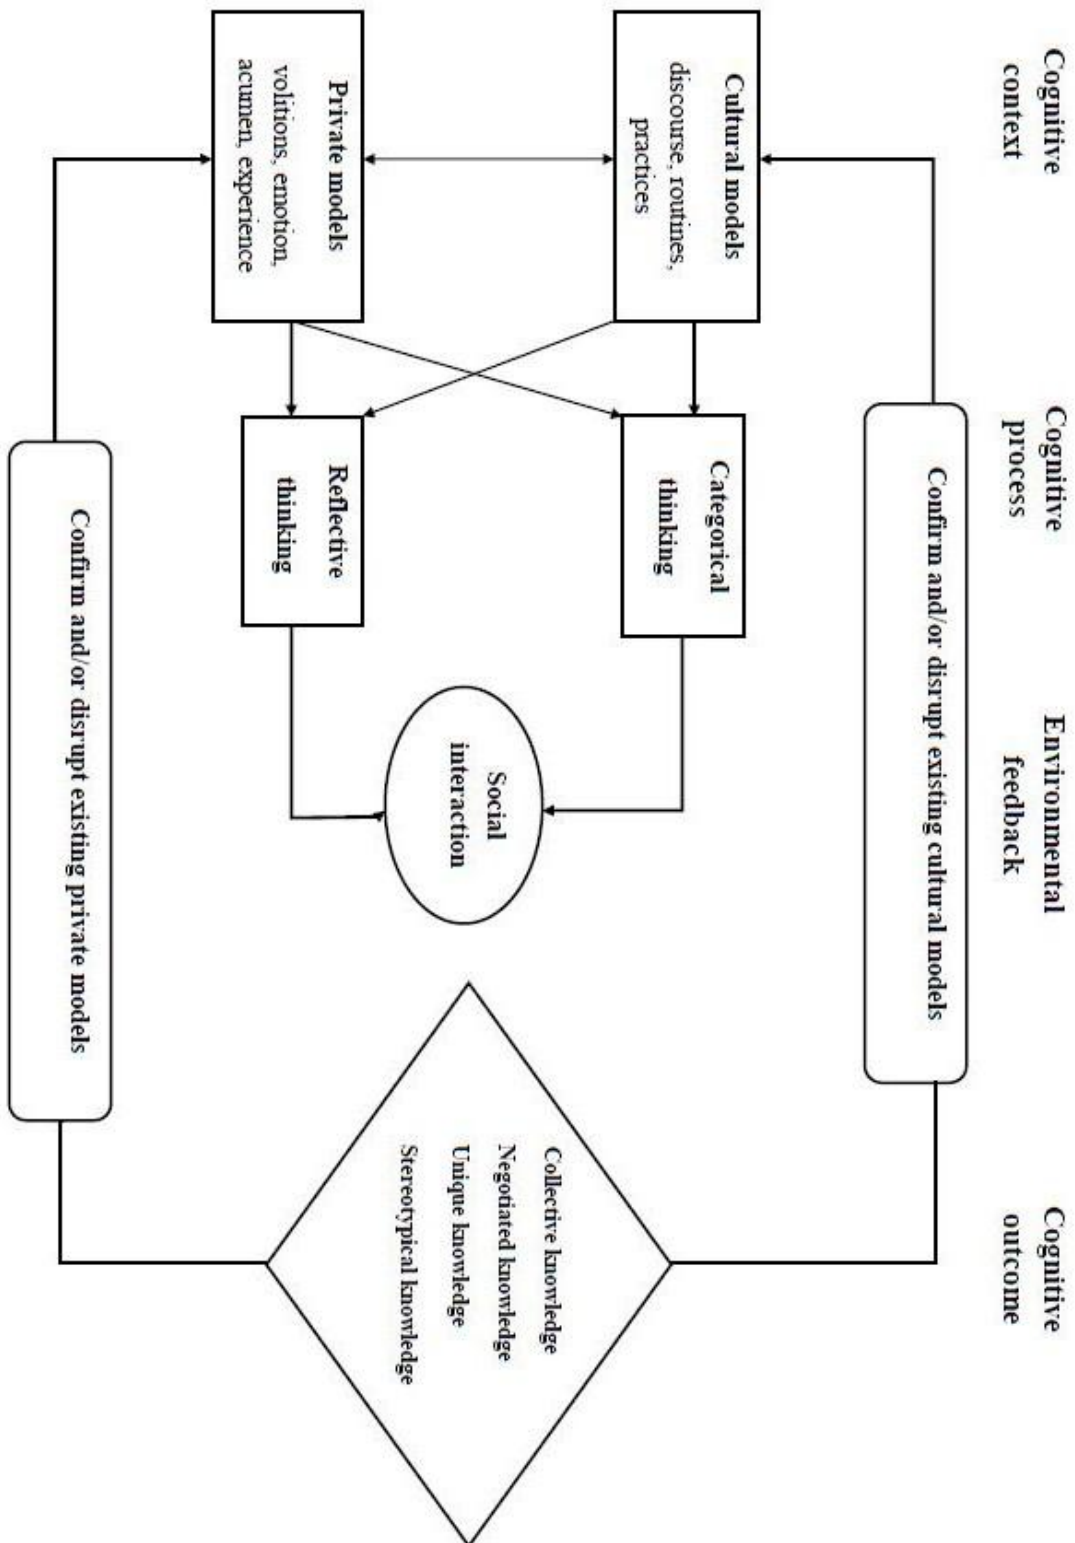 Cognitive
context
Cognitive
process
Environmental
feedback
Cognitive
outcome
Confirm and/or disrupt existing cultural models
Cultural models
discourse, routines,
practices
Categorical
thinking
Social
interaction
Collective knowledge
Negotiated knowledge
Unique knowledge
Stereotypical knowledge
Private models
volitions, emotion,
acumen, experience
Reflective
thinking
Confirm and/or disrupt existing private models